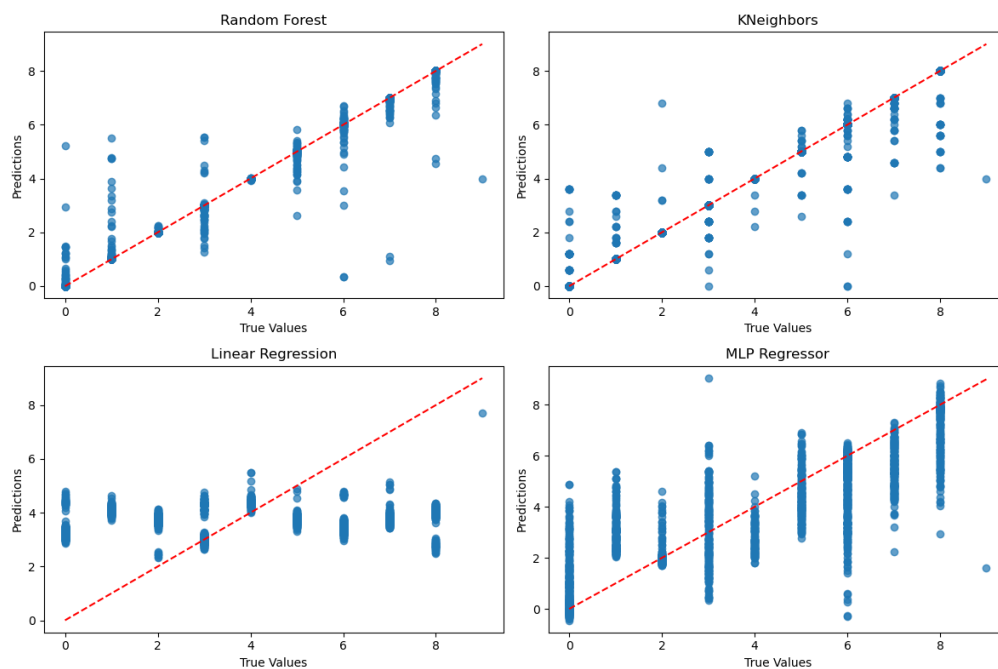 Random Forest
Predictions
8
6
4
2
0
0 2 4 6 8
True Values
KNeighbors
Predictions
8
6
4
2
0
0 2 4 6 8
True Values
Linear Regression
Predictions
8
6
4
2
0
0 2 4 6 8
True Values
MLP Regressor
Predictions
8
6
4
2
0
0 2 4 6 8
True Values